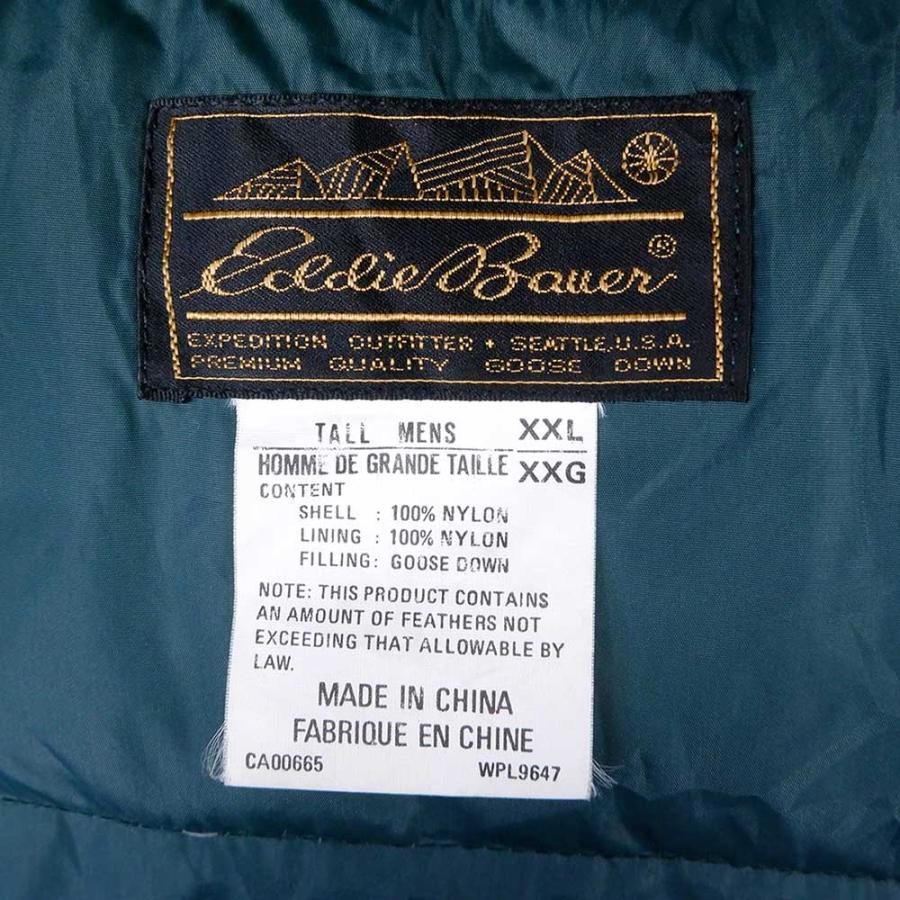 Eddie Bauer®
EXPEDITION OUTFITTER • SEATTLE, U.S.A.
PREMIUM QUALITY GOOSE DOWN
TALL MENS XXL
HOMME DE GRANDE TAILLE XXG
CONTENT
SHELL : 100% NYLON
LINING : 100% NYLON
FILLING: GOOSE DOWN
NOTE: THIS PRODUCT CONTAINS
AN AMOUNT OF FEATHERS NOT
EXCEEDING THAT ALLOWABLE BY
LAW.
MADE IN CHINA
FABRIQUE EN CHINE
CA00665 WPL9647